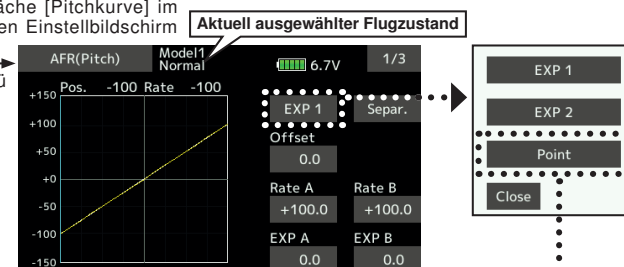 äche [Pitchkurve] im
en Einstellbildschirm
ü
Aktuell ausgewählter Flugzustand
AFR(Pitch)
Model1
Normal
6.7V
1/3
Pos. -100 Rate -100
+150
+100
+50
+0
-50
-100
-150
EXP 1
Separ.
Offset
0.0
Rate A
Rate B
+100.0
+100.0
EXP A
EXP B
0.0
0.0
EXP 1
EXP 2
Point
Close